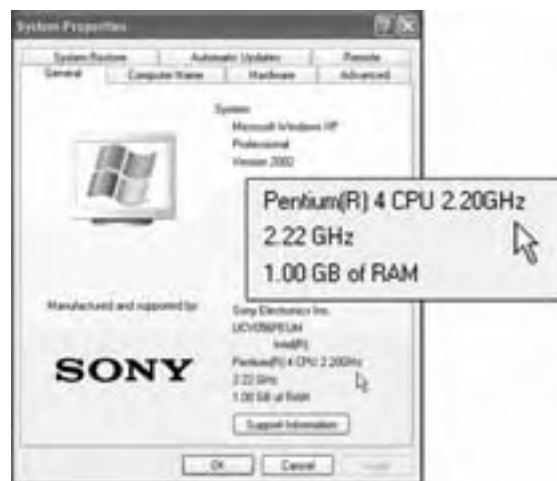 System Properties
System Restore Automatic Updates Remote
General Computer Name Hardware Advanced
System:
Microsoft Windows XP
Professional
Version 2002
Pentium(R) 4 CPU 2.20GHz
2.22 GHz
1.00 GB of RAM
Manufactured and supported by:
Sony Electronics Inc.
Intel(R)
SONY
Pentium(R) 4 CPU 2.20GHz
2.22 GHz
1.00 GB of RAM
Support Information
OK Cancel Apply